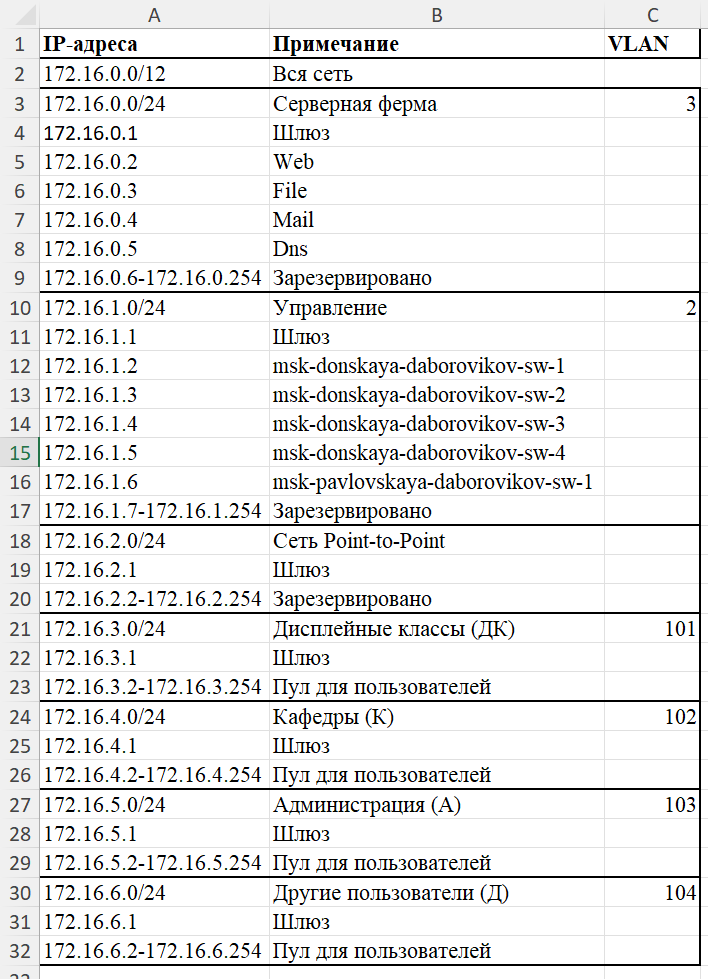 A B C
1 IP-адреса Примечание VLAN
2 172.16.0.0/12 Вся сеть
3 172.16.0.0/24 Серверная ферма 3
4 172.16.0.1 Шлюз
5 172.16.0.2 Web
6 172.16.0.3 File
7 172.16.0.4 Mail
8 172.16.0.5 Dns
9 172.16.0.6-172.16.0.254 Зарезервировано
10 172.16.1.0/24 Управление 2
11 172.16.1.1 Шлюз
12 172.16.1.2 msk-donskaya-daborovikov-sw-1
13 172.16.1.3 msk-donskaya-daborovikov-sw-2
14 172.16.1.4 msk-donskaya-daborovikov-sw-3
15 172.16.1.5 msk-donskaya-daborovikov-sw-4
16 172.16.1.6 msk-pavlovskaya-daborovikov-sw-1
17 172.16.1.7-172.16.1.254 Зарезервировано
18 172.16.2.0/24 Сеть Point-to-Point
19 172.16.2.1 Шлюз
20 172.16.2.2-172.16.2.254 Зарезервировано
21 172.16.3.0/24 Дисплейные классы (ДК) 101
22 172.16.3.1 Шлюз
23 172.16.3.2-172.16.3.254 Пул для пользователей
24 172.16.4.0/24 Кафедры (К) 102
25 172.16.4.1 Шлюз
26 172.16.4.2-172.16.4.254 Пул для пользователей
27 172.16.5.0/24 Администрация (А) 103
28 172.16.5.1 Шлюз
29 172.16.5.2-172.16.5.254 Пул для пользователей
30 172.16.6.0/24 Другие пользователи (Д) 104
31 172.16.6.1 Шлюз
32 172.16.6.2-172.16.6.254 Пул для пользователей